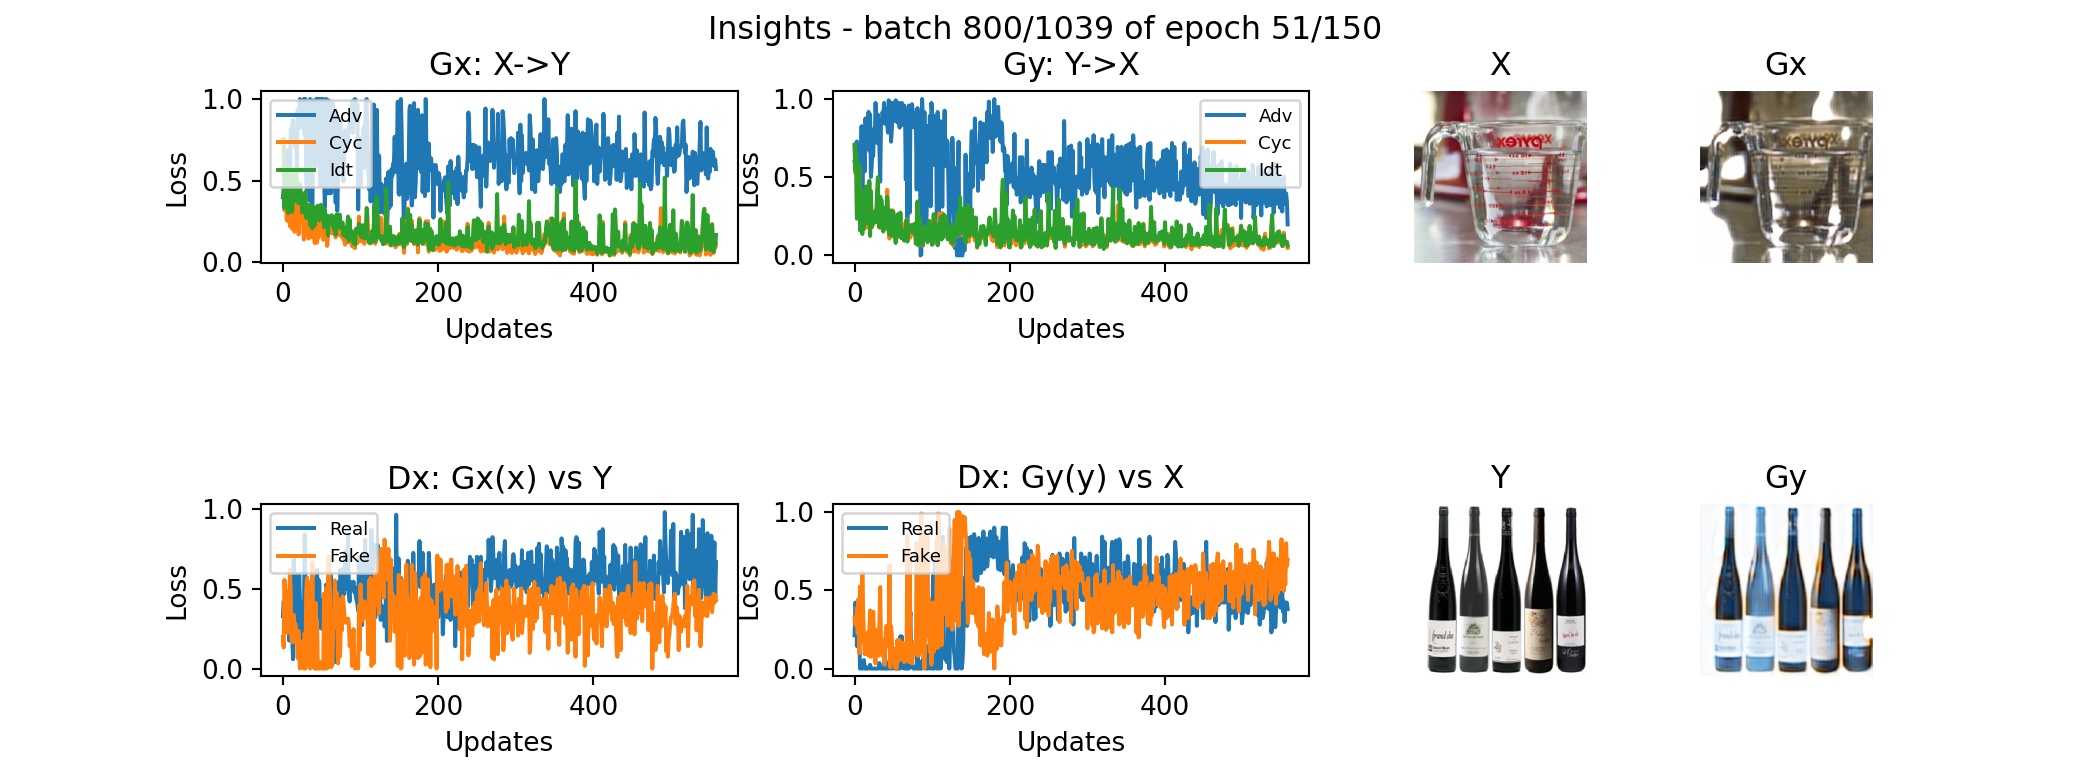 Insights - batch 800/1039 of epoch 51/150
Gx: X->Y
1.0
0.5
0.0
Loss
Adv
Cyc
Idt
0 200 400
Updates
Gy: Y->X
1.0
0.5
0.0
Loss
Adv
Cyc
Idt
0 200 400
Updates
X
pyrex
Gx
pyrex
Dx: Gx(x) vs Y
1.0
0.5
0.0
Loss
Real
Fake
0 200 400
Updates
Dx: Gy(y) vs X
1.0
0.5
0.0
Loss
Real
Fake
0 200 400
Updates
Y
Gy